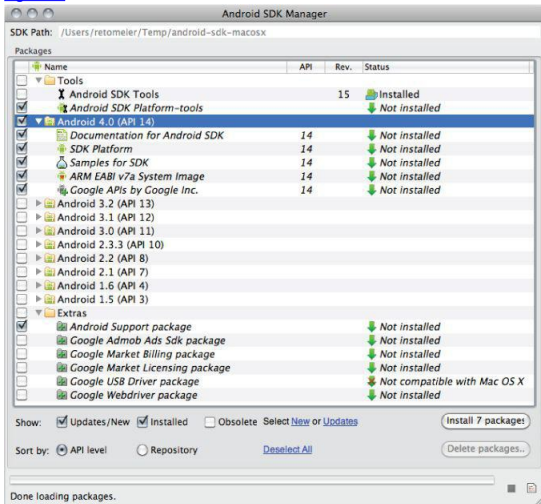 Android SDK Manager
SDK Path: /Users/retomeier/Temp/android-sdk-macosx
Packages
Name API Rev. Status
Tools
Android SDK Tools 15 Installed
Android SDK Platform-tools Not installed
Android 4.0 (API 14)
Documentation for Android SDK 14 Not installed
SDK Platform 14 Not installed
Samples for SDK 14 Not installed
ARM EABI v7a System Image 14 Not installed
Google APIs by Google Inc. 14 Not installed
Android 3.2 (API 13)
Android 3.1 (API 12)
Android 3.0 (API 11)
Android 2.3.3 (API 10)
Android 2.2 (API 8)
Android 2.1 (API 7)
Android 1.6 (API 4)
Android 1.5 (API 3)
Extras
Android Support package Not installed
Google Admob Ads Sdk package Not installed
Google Market Billing package Not installed
Google Market Licensing package Not installed
Google USB Driver package Not compatible with Mac OS X
Google Webdriver package Not installed
Show: Updates/New Installed Obsolete Select New or Updates Install 7 packages
Sort by: API level Repository Deselect All Delete packages..
Done loading packages.